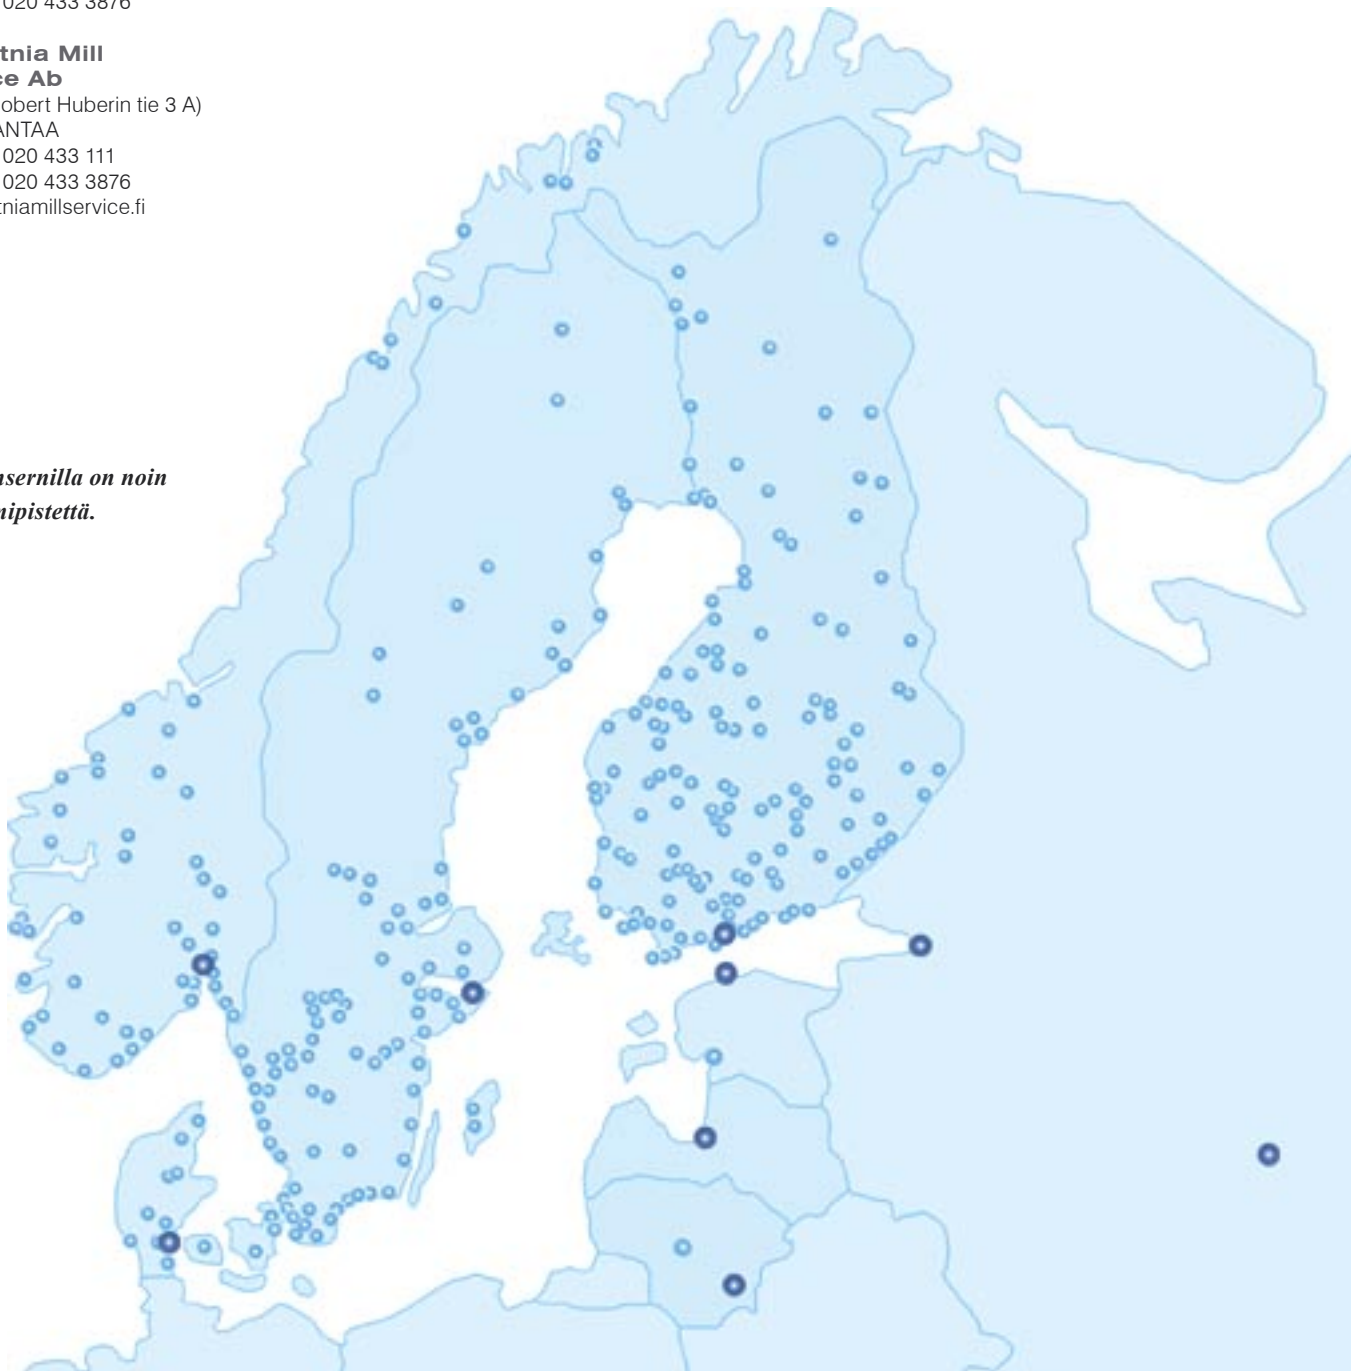 020 433 3876
tnia Mill
ce Ab
obert Huberin tie 3 A)
ANTAA
020 433 111
020 433 3876
tniamillservice.fi
nsernilla on noin
nipistettä.